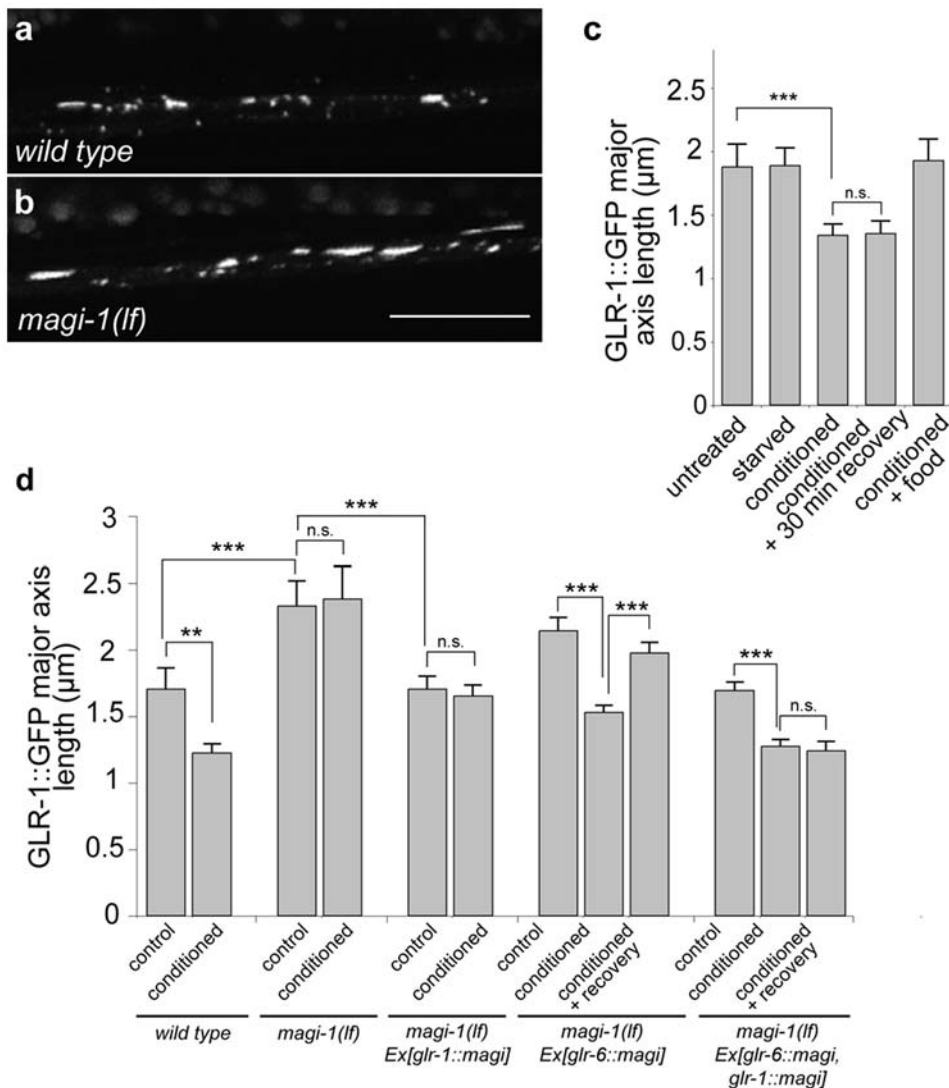 a
wild type
b
magi-1(lf)
c
GLR-1::GFP major
axis length (µm)
2.5
2
1.5
1
0.5
0
***
n.s.
untreated
starved
conditioned
conditioned
+ 30 min recovery
conditioned
+ food
d
GLR-1::GFP major axis
length (µm)
3
2.5
2
1.5
1
0.5
0
***
**
***
n.s.
n.s.
***
***
***
n.s.
control
conditioned
control
conditioned
control
conditioned
control
conditioned
conditioned
+ recovery
control
conditioned
conditioned
+ recovery
wild type
magi-1(lf)
magi-1(lf)
Ex[glr-1::magi]
magi-1(lf)
Ex[glr-6::magi]
magi-1(lf)
Ex[glr-6::magi,
glr-1::magi]